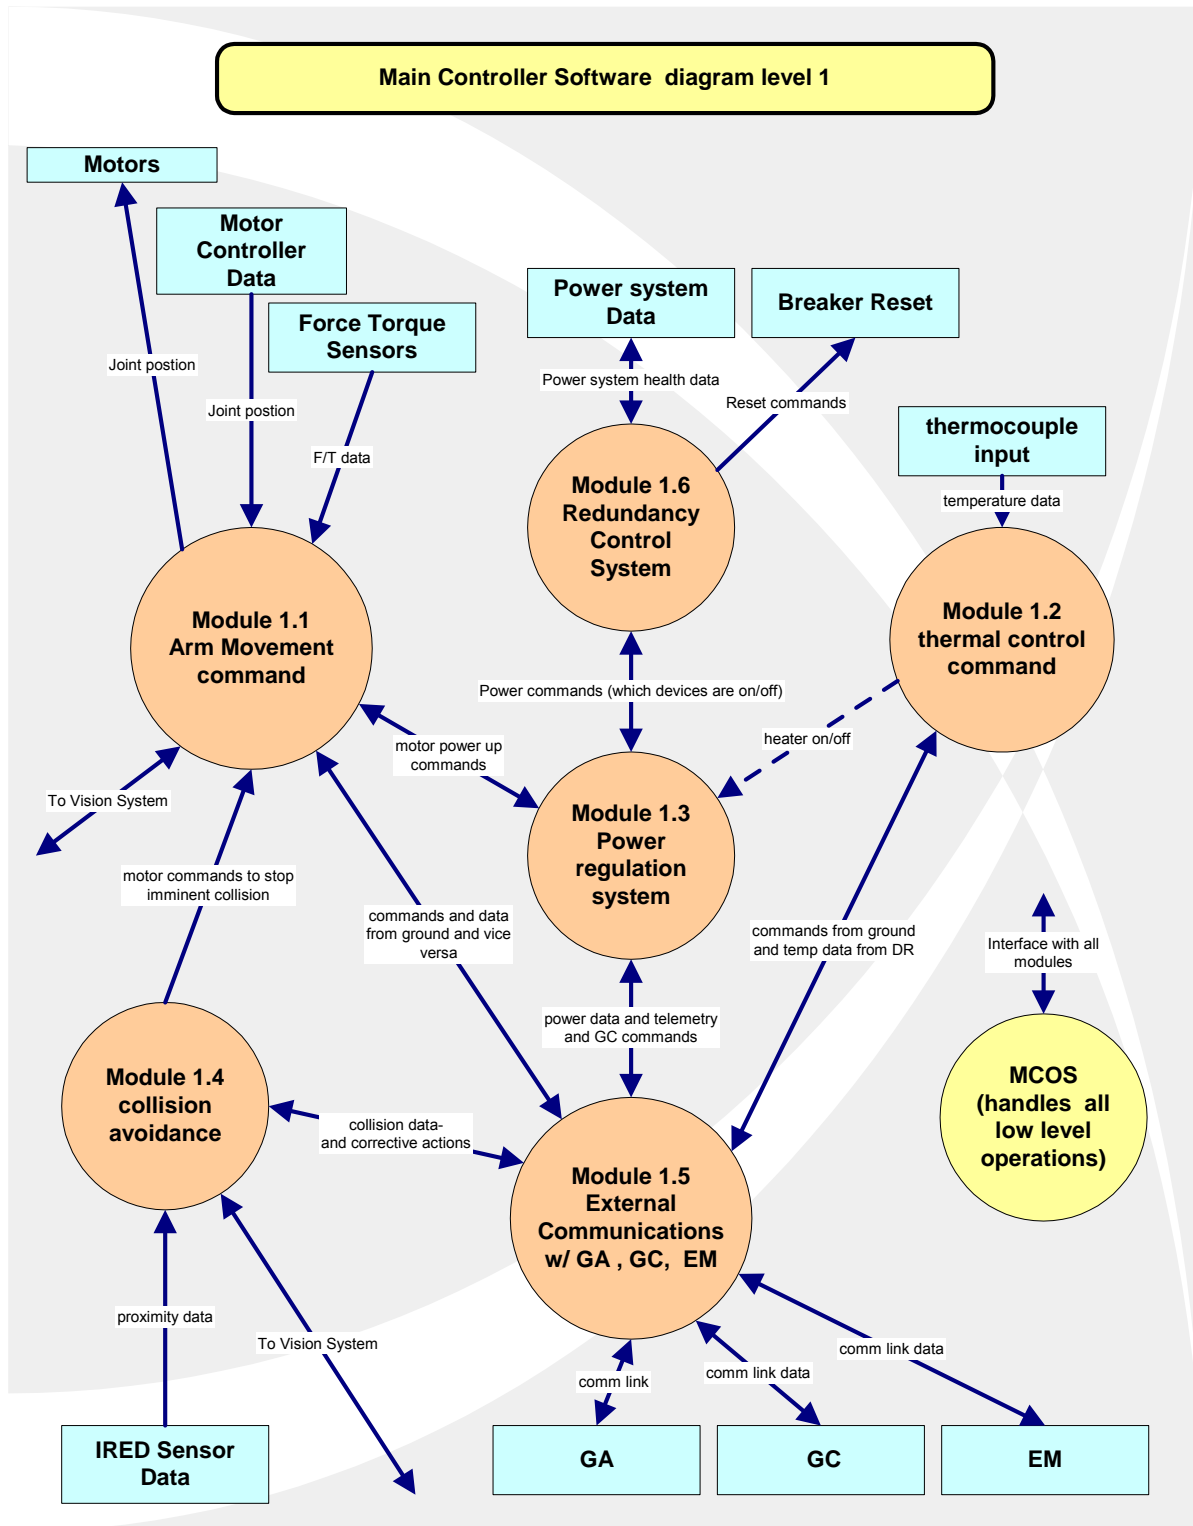 Main Controller Software  diagram level 1
Motors
Motor
Controller
Data
Force Torque
Sensors
Power system
Data
Breaker Reset
Joint postion
Power system health data
Reset commands
Joint postion
thermocouple
input
F/T data
temperature data
Module 1.6
Redundancy
Control
System
Module 1.1
Arm Movement
command
Module 1.2
thermal control
command
Power commands (which devices are on/off)
motor power up
commands
heater on/off
To Vision System
Module 1.3
Power
regulation
system
motor commands to stop
imminent collision
commands and data
from ground and vice
versa
commands from ground
and temp data from DR
Interface with all
modules
power data and telemetry
and GC commands
Module 1.4
collision
avoidance
MCOS
(handles  all
low level
operations)
collision data-
and corrective actions
Module 1.5
External
Communications
w/ GA , GC,  EM
proximity data
To Vision System
comm link data
comm link data
comm link
IRED Sensor
Data
GA
GC
EM